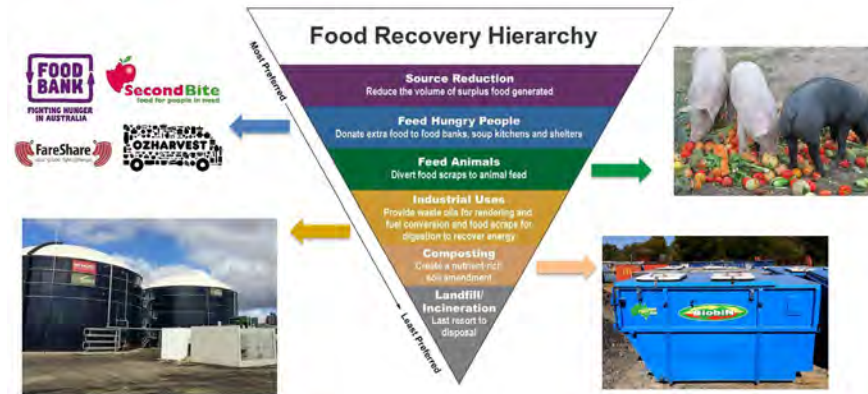 Food Recovery Hierarchy
Most Preferred
Source Reduction
Reduce the volume of surplus food generated
Feed Hungry People
Donate extra food to food banks, soup kitchens and shelters
Feed Animals
Divert food scraps to animal feed
Industrial Uses
Provide waste oils for rendering and
fuel conversion and food scraps for
digestion to recover energy
Composting
Create a nutrient-rich
soil amendment
Landfill/
Incineration
Last resort to
disposal
Least Preferred
FOOD
BANK
FIGHTING HUNGER
IN AUSTRALIA
SecondBite
food for people in need
FareShare
OZHARVEST
BiobiN